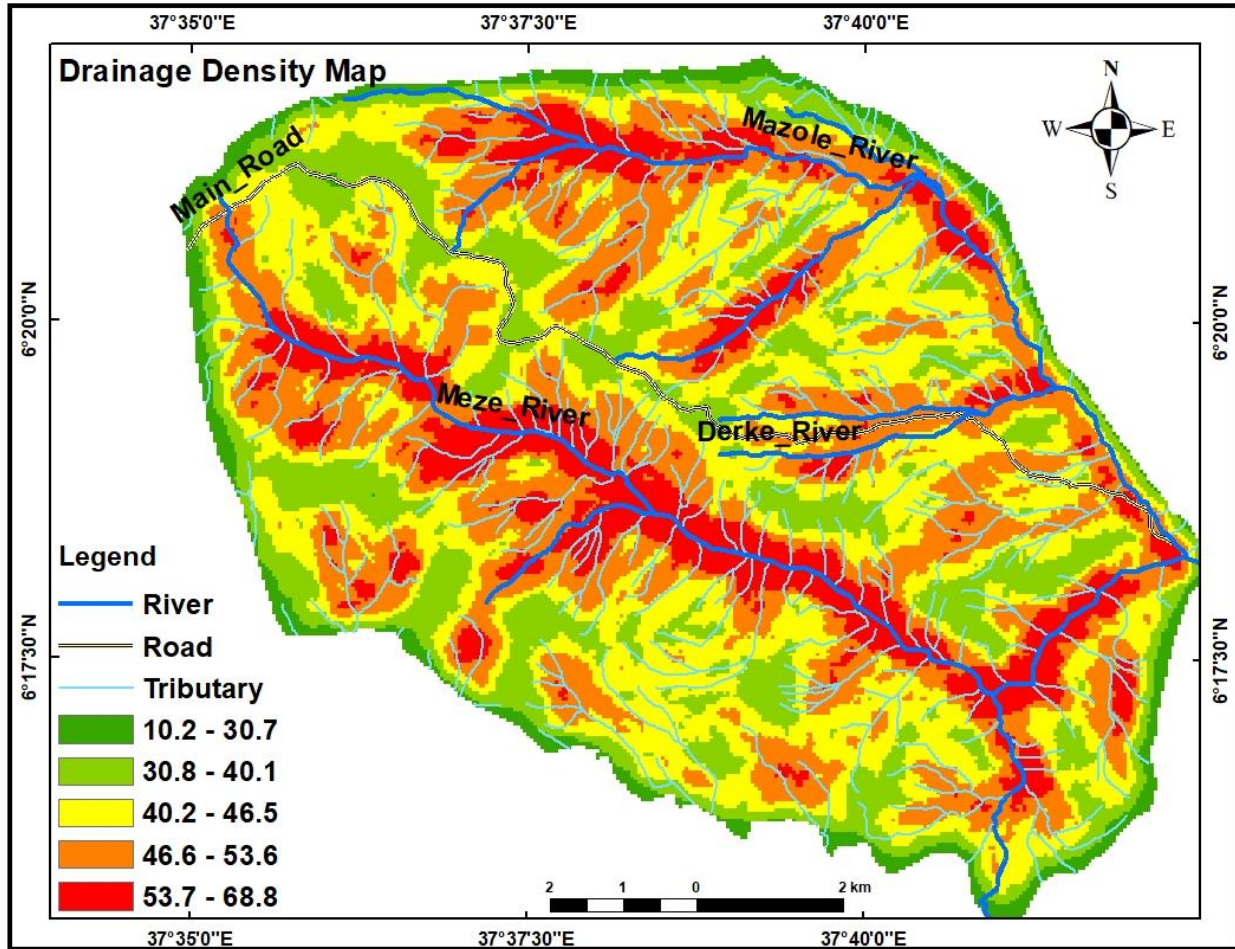 37°35'0"E 37°37'30"E 37°40'0"E
Drainage Density Map
N
W E
S
Mazole_River
Main_Road
6°20'0"N 6°20'0"N
Meze_River
Derke_River
Legend
River
Road
Tributary
10.2 - 30.7
30.8 - 40.1
40.2 - 46.5
46.6 - 53.6
53.7 - 68.8
6°17'30"N 6°17'30"N
2 1 0 2 km
37°35'0"E 37°37'30"E 37°40'0"E